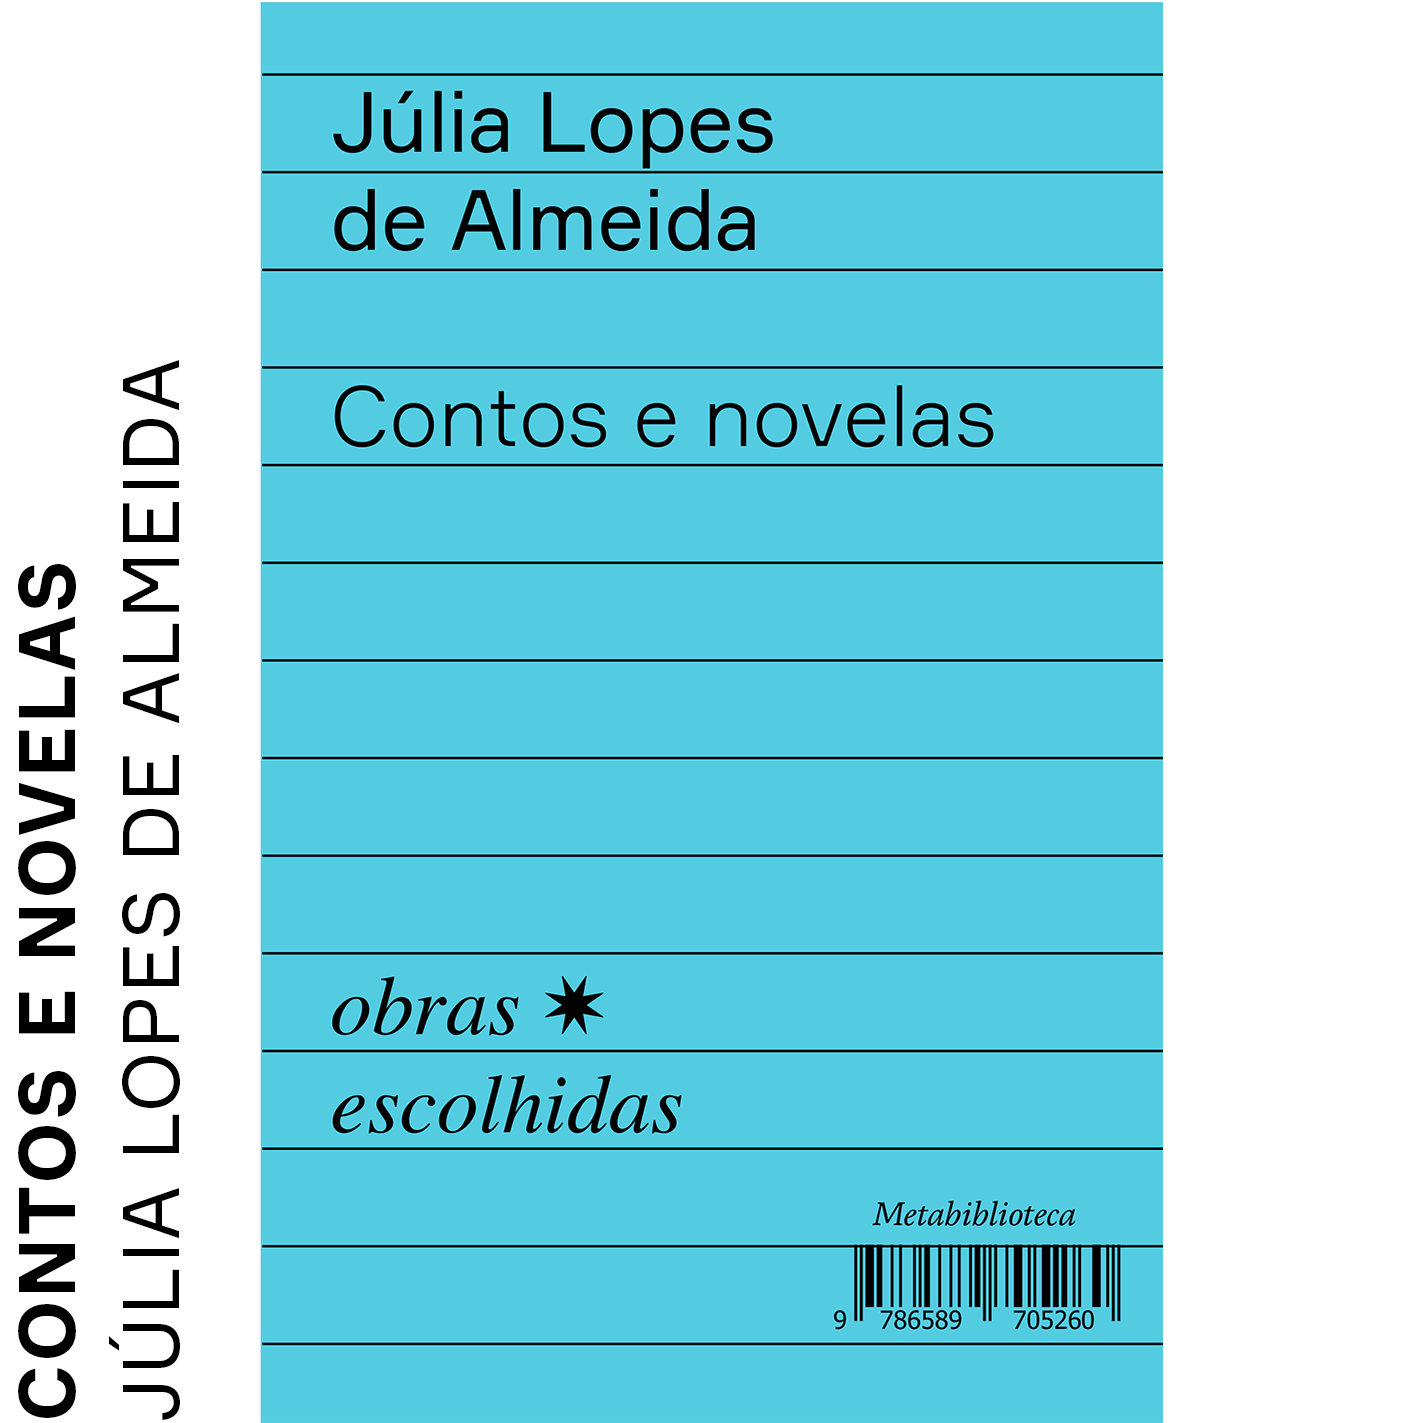 CONTOS E NOVELAS
JÚLIA LOPES DE ALMEIDA
Júlia Lopes
de Almeida
Contos e novelas
obras ✷
escolhidas
Metabiblioteca
9 786589 705260